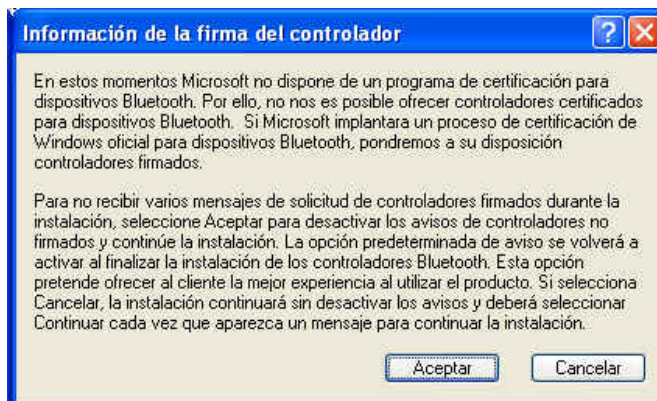 Información de la firma del controlador
En estos momentos Microsoft no dispone de un programa de certificación para
dispositivos Bluetooth. Por ello, no nos es posible ofrecer controladores certificados
para dispositivos Bluetooth. Si Microsoft implantara un proceso de certificación de
Windows oficial para dispositivos Bluetooth, pondremos a su disposición
controladores firmados.
Para no recibir varios mensajes de solicitud de controladores firmados durante la
instalación, seleccione Aceptar para desactivar los avisos de controladores no
firmados y continúe la instalación. La opción predeterminada de aviso se volverá a
activar al finalizar la instalación de los controladores Bluetooth. Esta opción
pretende ofrecer al cliente la mejor experiencia al utilizar el producto. Si selecciona
Cancelar, la instalación continuará sin desactivar los avisos y deberá seleccionar
Continuar cada vez que aparezca un mensaje para continuar la instalación.
Aceptar Cancelar